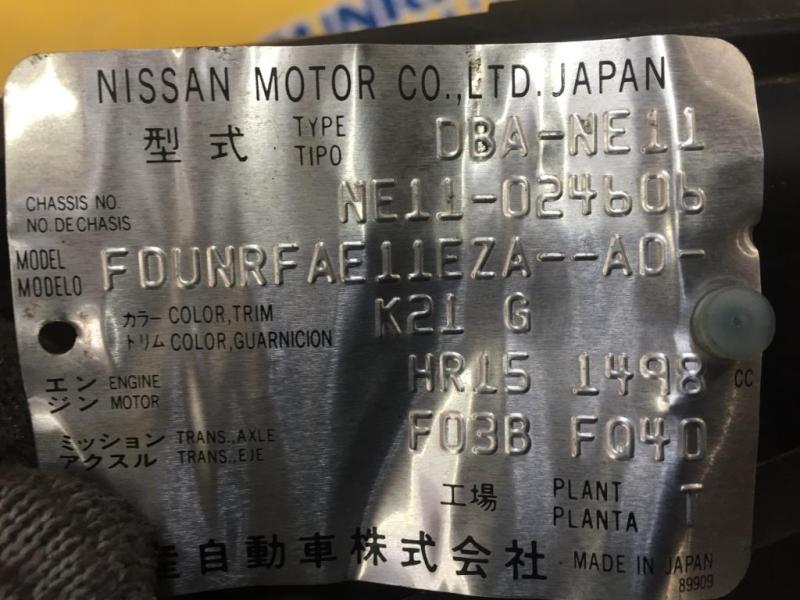 NISSAN MOTOR CO.,LTD.JAPAN
型式 TYPE TIPO DBA-NE11
CHASSIS NO. NO.DE CHASIS NE11-024606
MODEL MODELO FDUNRFAE11EZA--AD-
カラー COLOR,TRIM K21 G
トリム COLOR,GUARNICION
エンジン ENGINE MOTOR HR15 1498 CC
ミッション TRANS.,AXLE F03B FQ40
アクスル TRANS.,EJE
工場 PLANT PLANTA T
産自動車株式会社 MADE IN JAPAN
89909